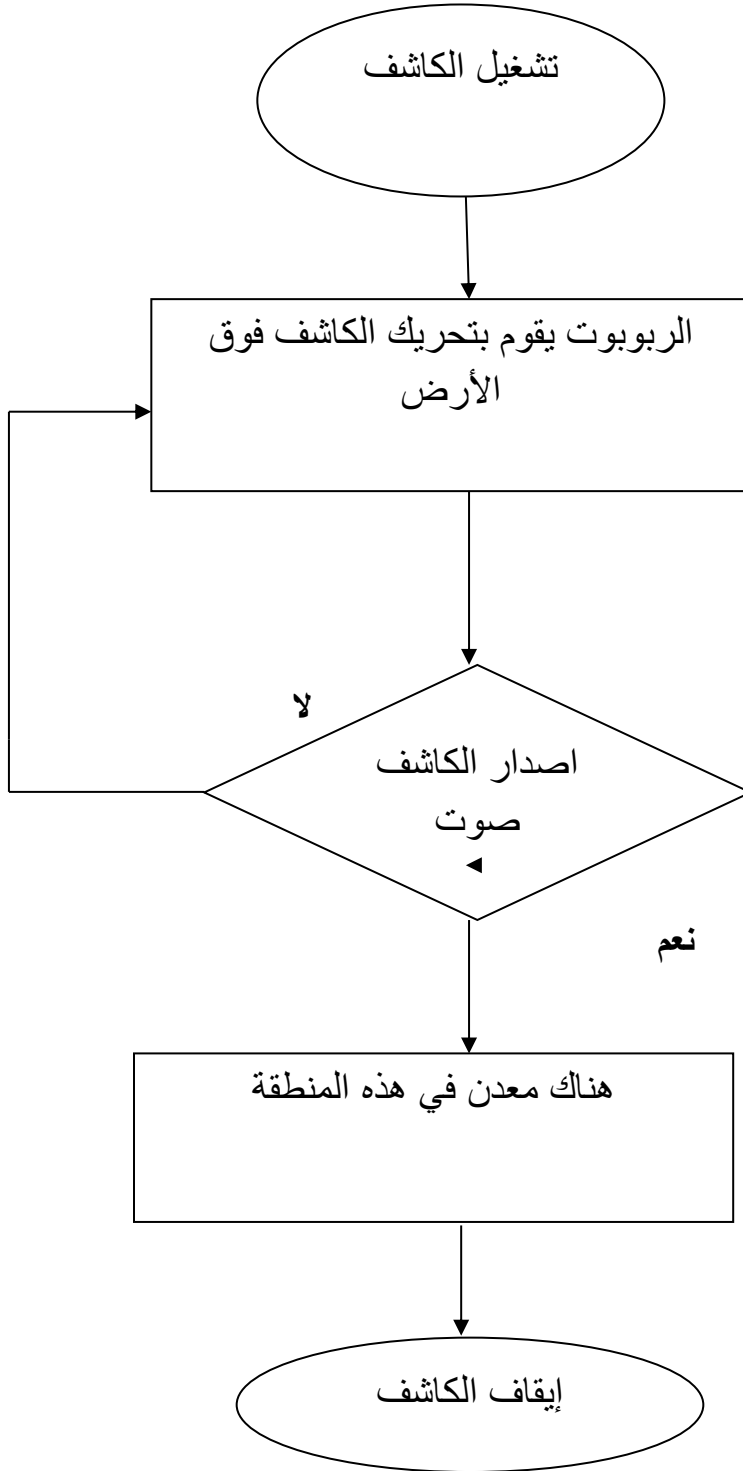 تشغيل الكاشف
الربوبوت يقوم بتحريك الكاشف فوق
الأرض
لا
اصدار الكاشف
صوت
نعم
هناك معدن في هذه المنطقة
إيقاف الكاشف